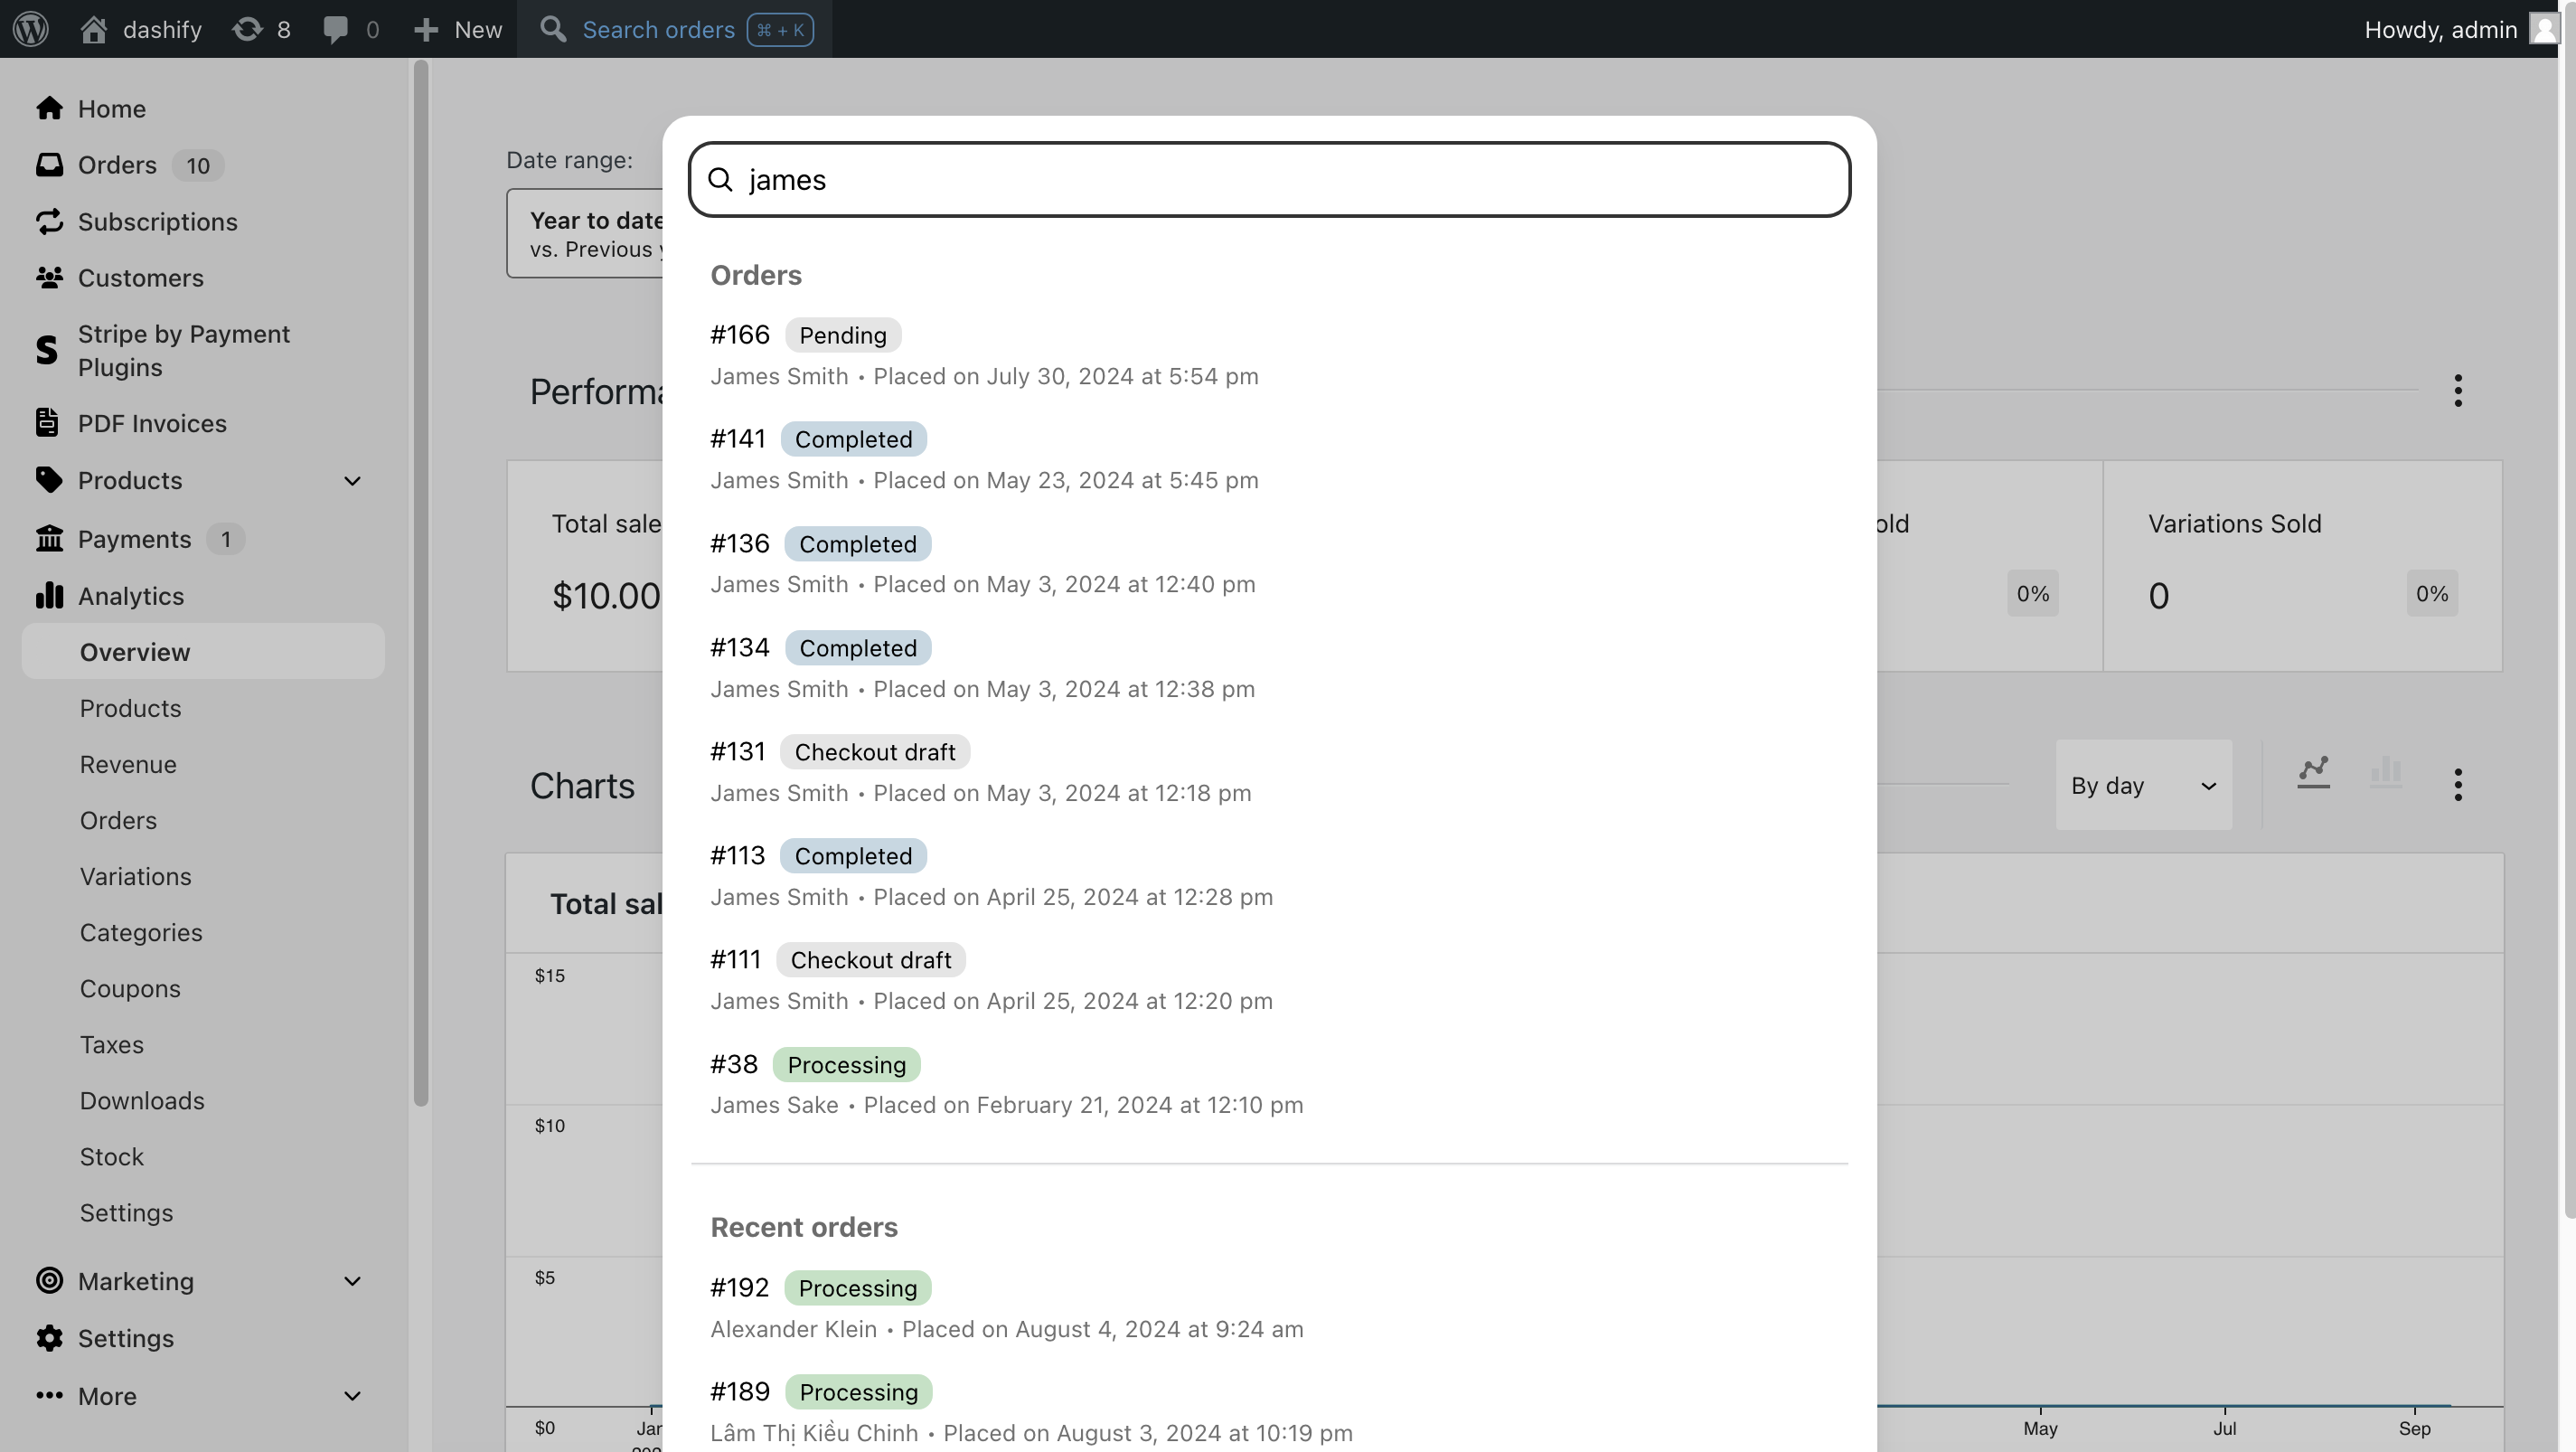 dashify
8
0
New
Search orders
⌘ + K
Howdy, admin
Home
Orders 10
Subscriptions
Customers
Stripe by Payment
Plugins
PDF Invoices
Products
Payments 1
Analytics
Overview
Products
Revenue
Orders
Variations
Categories
Coupons
Taxes
Downloads
Stock
Settings
Marketing
Settings
More
Date range:
Year to date
vs. Previous
Performa
Total sale
$10.00
old
0%
Variations Sold
0
0%
Charts
By day
Total sal
$15
$10
$5
$0
Jan
May
Jul
Sep
james
Orders
#166 Pending
James Smith • Placed on July 30, 2024 at 5:54 pm
#141 Completed
James Smith • Placed on May 23, 2024 at 5:45 pm
#136 Completed
James Smith • Placed on May 3, 2024 at 12:40 pm
#134 Completed
James Smith • Placed on May 3, 2024 at 12:38 pm
#131 Checkout draft
James Smith • Placed on May 3, 2024 at 12:18 pm
#113 Completed
James Smith • Placed on April 25, 2024 at 12:28 pm
#111 Checkout draft
James Smith • Placed on April 25, 2024 at 12:20 pm
#38 Processing
James Sake • Placed on February 21, 2024 at 12:10 pm
Recent orders
#192 Processing
Alexander Klein • Placed on August 4, 2024 at 9:24 am
#189 Processing
Lâm Thị Kiều Chinh • Placed on August 3, 2024 at 10:19 pm